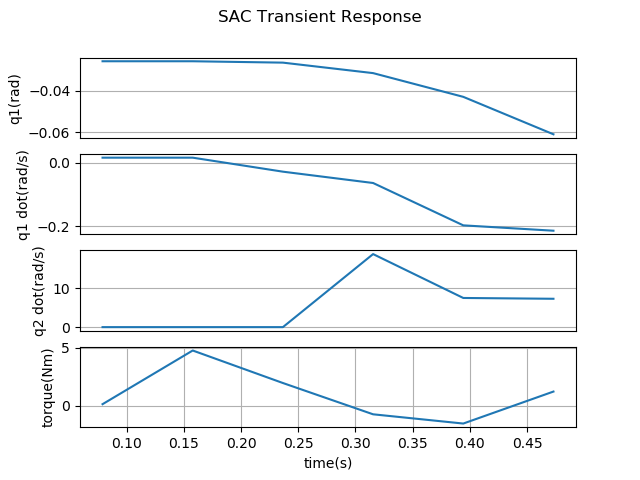 SAC Transient Response
q1(rad)
−0.04
−0.06
q1 dot(rad/s)
0.0
−0.2
q2 dot(rad/s)
10
0
torque(Nm)
5
0
0.10 0.15 0.20 0.25 0.30 0.35 0.40 0.45
time(s)